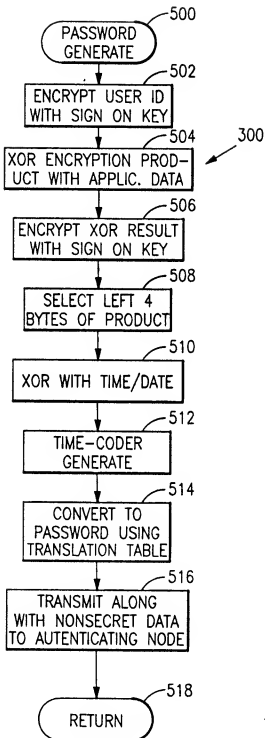 500
PASSWORD
GENERATE
502
ENCRYPT USER ID
WITH SIGN ON KEY
504
300
XOR ENCRYPTION PROD-
UCT WITH APPLIC. DATA
506
ENCRYPT XOR RESULT
WITH SIGN ON KEY
508
SELECT LEFT 4
BYTES OF PRODUCT
510
XOR WITH TIME/DATE
512
TIME-CODER
GENERATE
514
CONVERT TO
PASSWORD USING
TRANSLATION TABLE
516
TRANSMIT ALONG
WITH NONSECRET DATA
TO AUTENTICATING NODE
518
RETURN